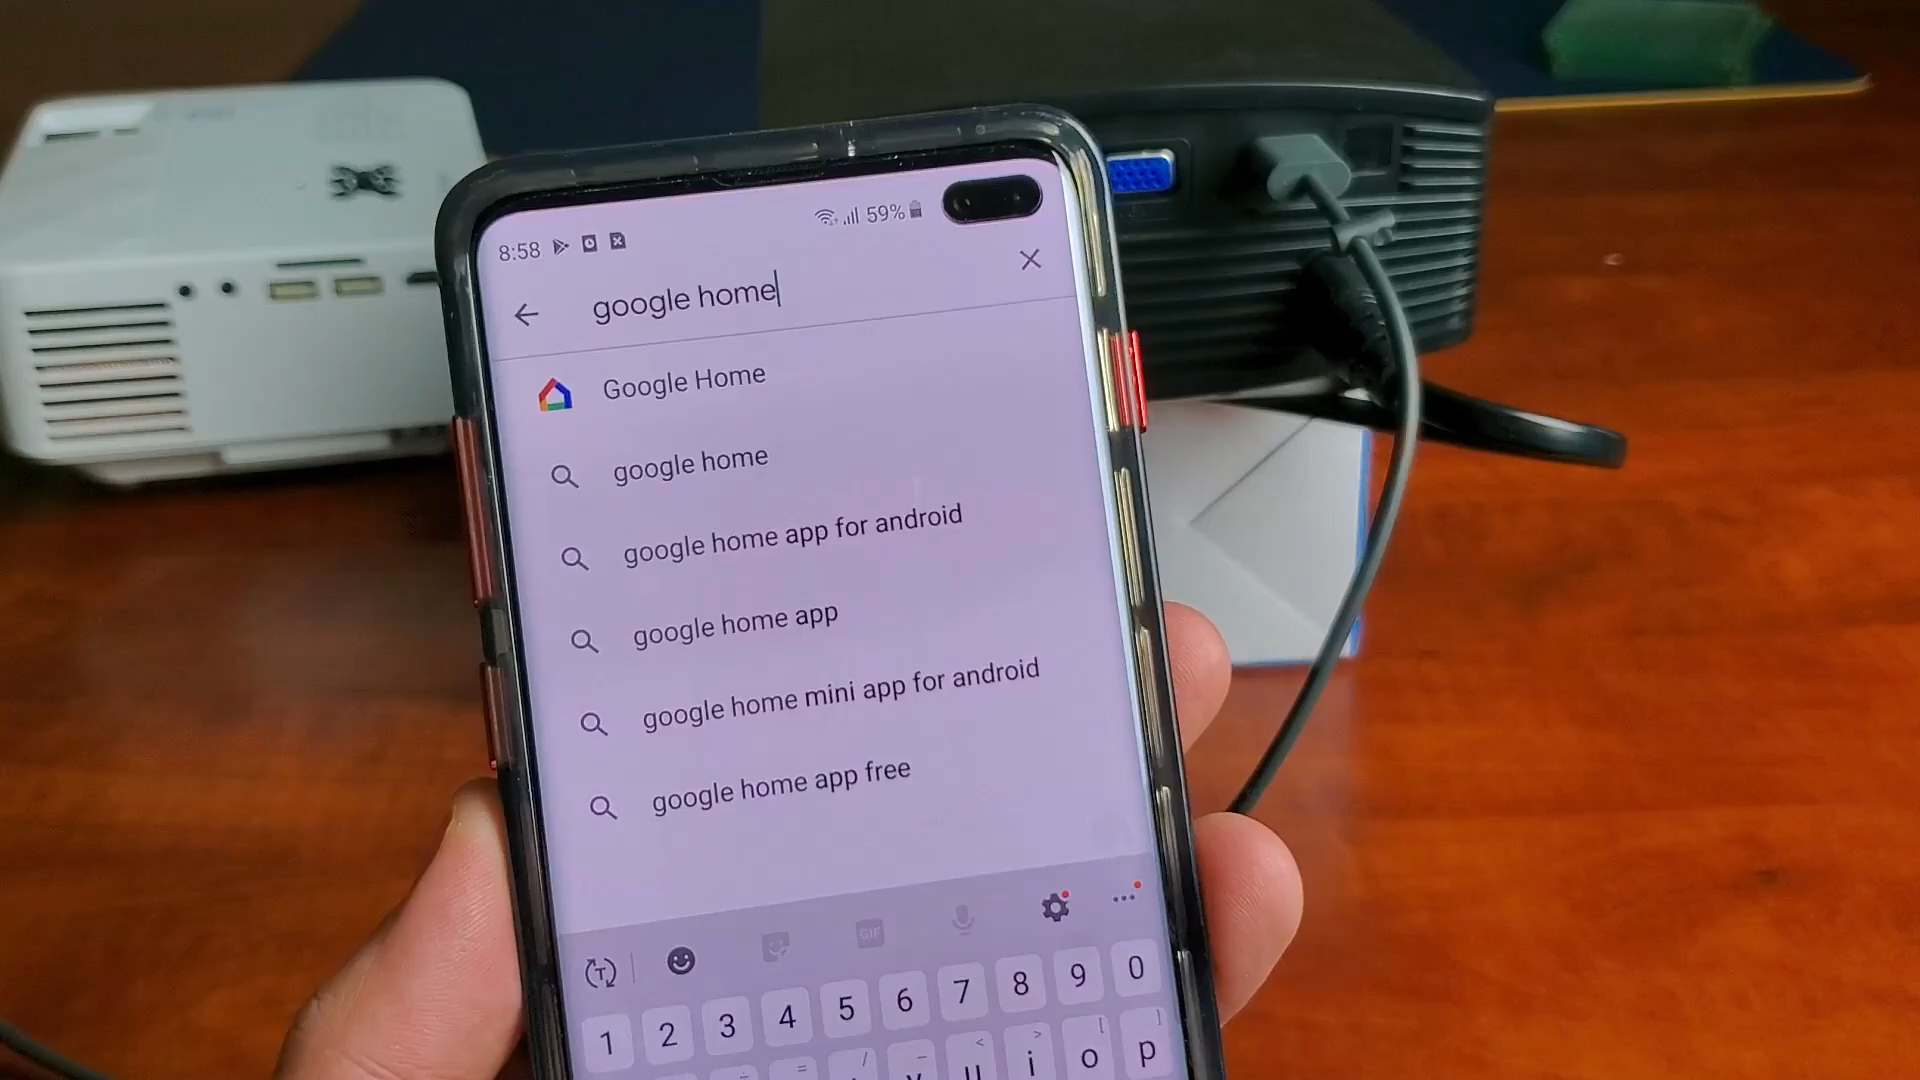 8:58 59%
google home
Google Home
google home
google home app for android
google home app
google home mini app for android
google home app free
T
GIF
1 2 3 4 5 6 7 8 9 0
u i o p